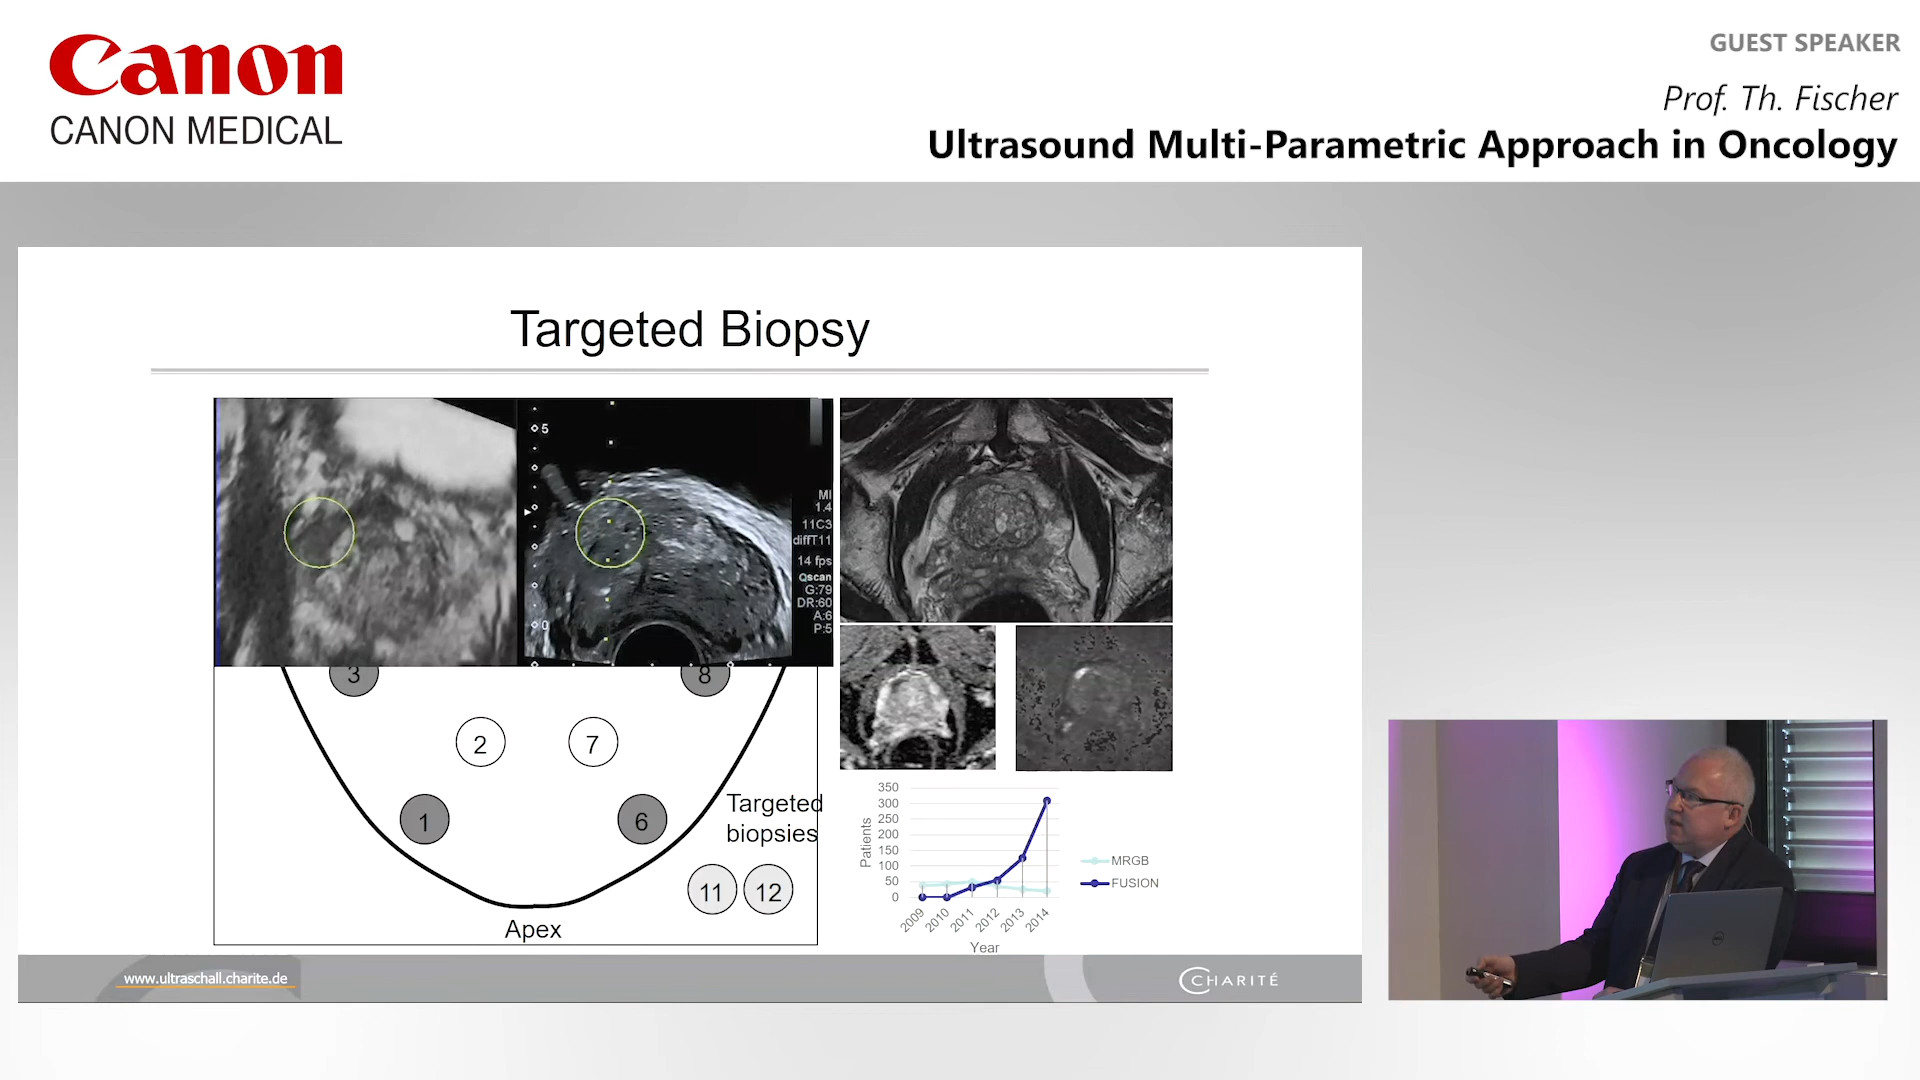 Canon
CANON MEDICAL
GUEST SPEAKER
Prof. Th. Fischer
Ultrasound Multi-Parametric Approach in Oncology
Targeted Biopsy
5
0
MI
1.4
11C3
diffT11
14 fps
Qscan
G:79
DR:60
A:6
P:5
3
8
2
7
1
6
Targeted
biopsies
11
12
Apex
350
300
250
200
150
100
50
0
Patients
2009
2010
2011
2012
2013
2014
Year
MRGB
FUSION
www.ultraschall.charite.de
CHARITÉ
DELL